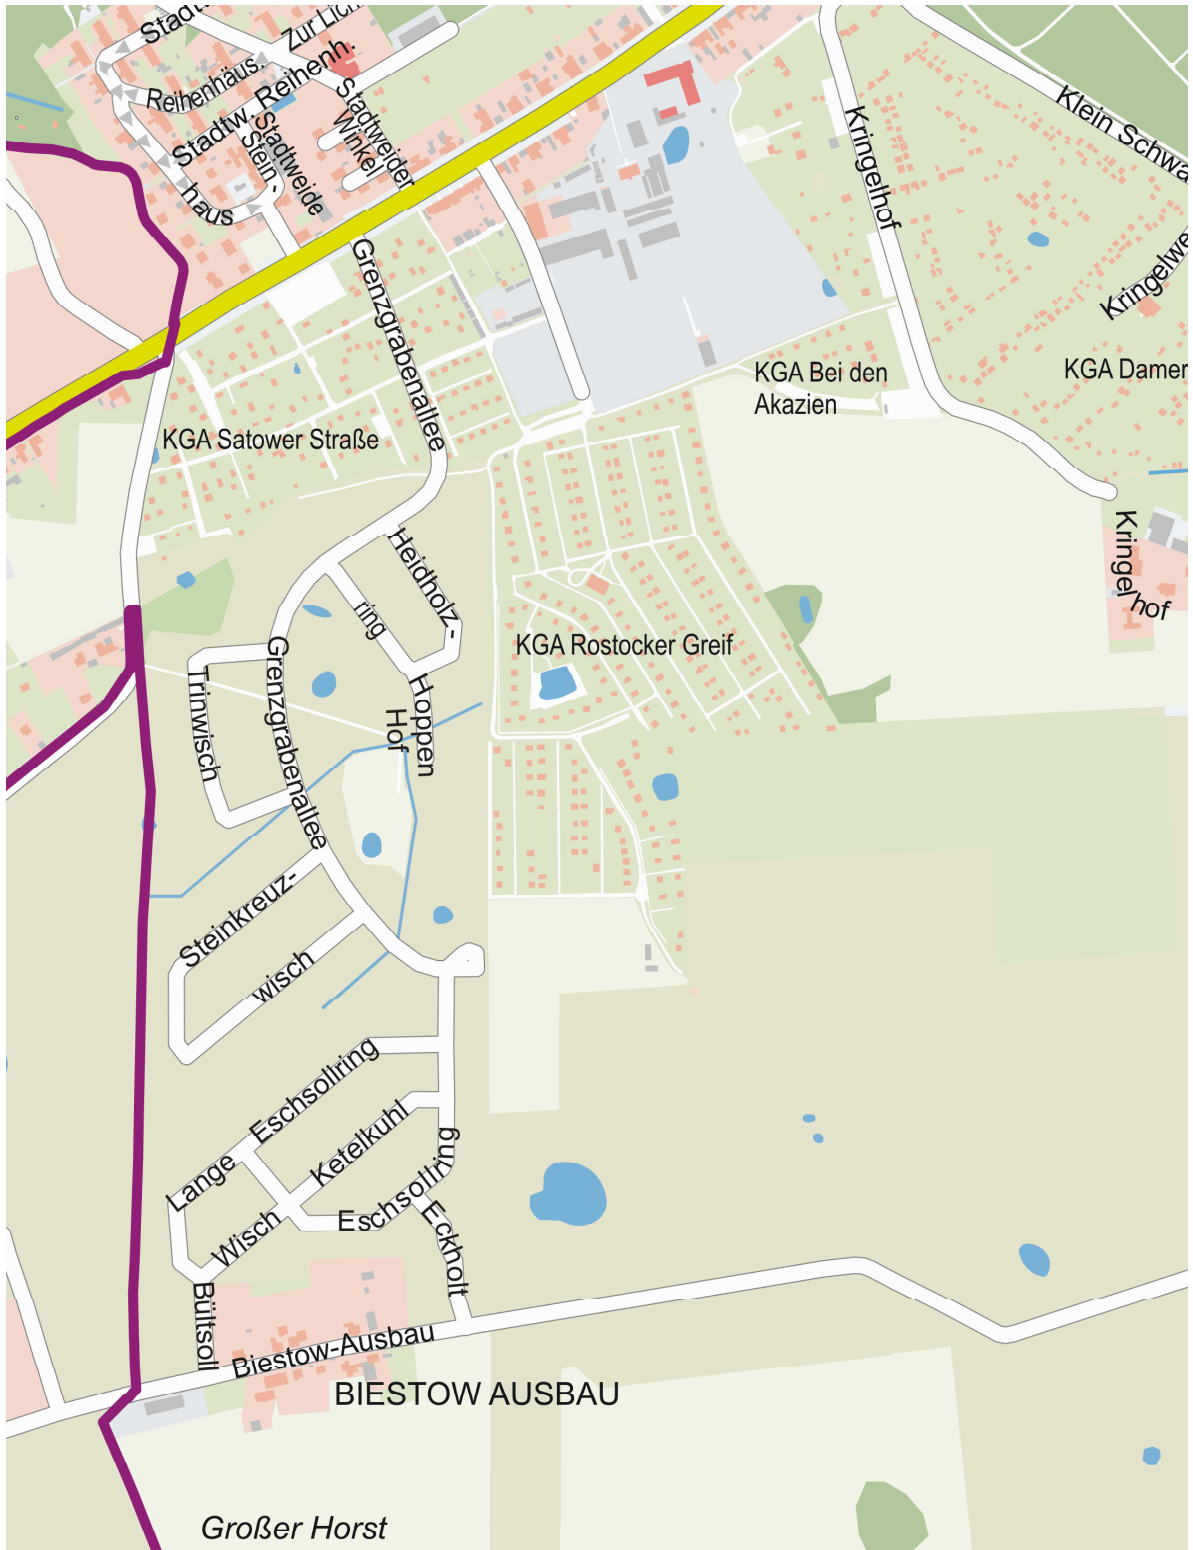 Stadtw
Zur Lich
Reihenhäus.
Stadtw. Reihenh.
Stadtweider
Winkel
Stadtweide
Stein-
haus
Kringelhof
Klein Schwa
Kringelwe
Grenzgrabenallee
KGA Bei den
Akazien
KGA Damer
KGA Satower Straße
Heidholz-
ring
Kringelhof
KGA Rostocker Greif
Grenzgrabenallee
Trinwisch
Hoppen
Hof
Steinkreuz-
wisch
Eschsollring
Ketelkuhl
Lange
Wisch
Eschsollring
Eckholt
Bültsoll
Biestow-Ausbau
BIESTOW AUSBAU
Großer Horst